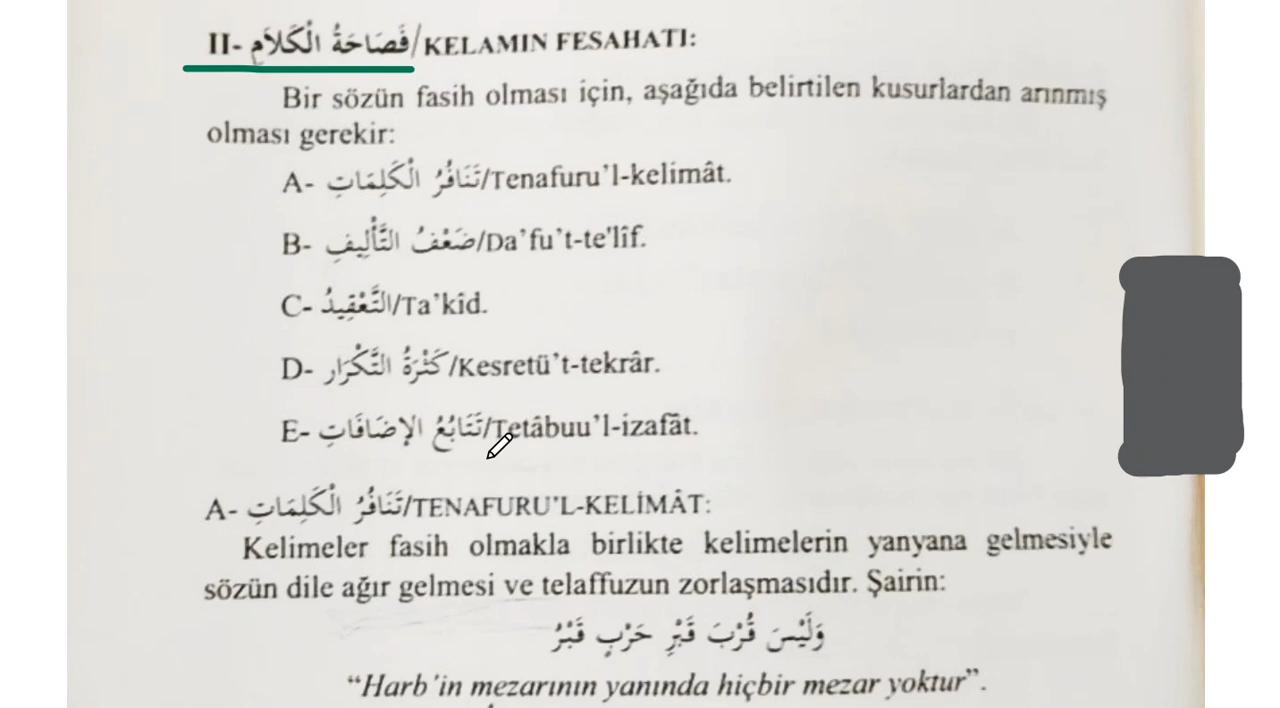 II- فَصَاحَةُ الْكَلاَمِ/KELAMIN FESAHATI:
Bir sözün fasih olması için, aşağıda belirtilen kusurlardan arınmış
olması gerekir:
A- تَنَافُرُ الْكَلِمَاتِ/Tenafuru'l-kelimât.
B- ضَعْفُ التَّأْلِيفِ/Da'fu't-te'lîf.
C- التَّعْقِيدُ/Ta'kîd.
D- كَثْرَةُ التَّكْرَار/Kesretü't-tekrâr.
E- تَتَابُعُ الإضَافَاتِ/Tetâbuu'l-izafât.
A- تَنَافُرُ الْكَلِمَاتِ/TENAFURU'L-KELİMÂT:
Kelimeler fasih olmakla birlikte kelimelerin yanyana gelmesiyle
sözün dile ağır gelmesi ve telaffuzun zorlaşmasıdır. Şairin:
وَلَيْسَ قُرْبَ قَبْرِ حَرْبٍ قَبْرُ
"Harb'in mezarının yanında hiçbir mezar yoktur".